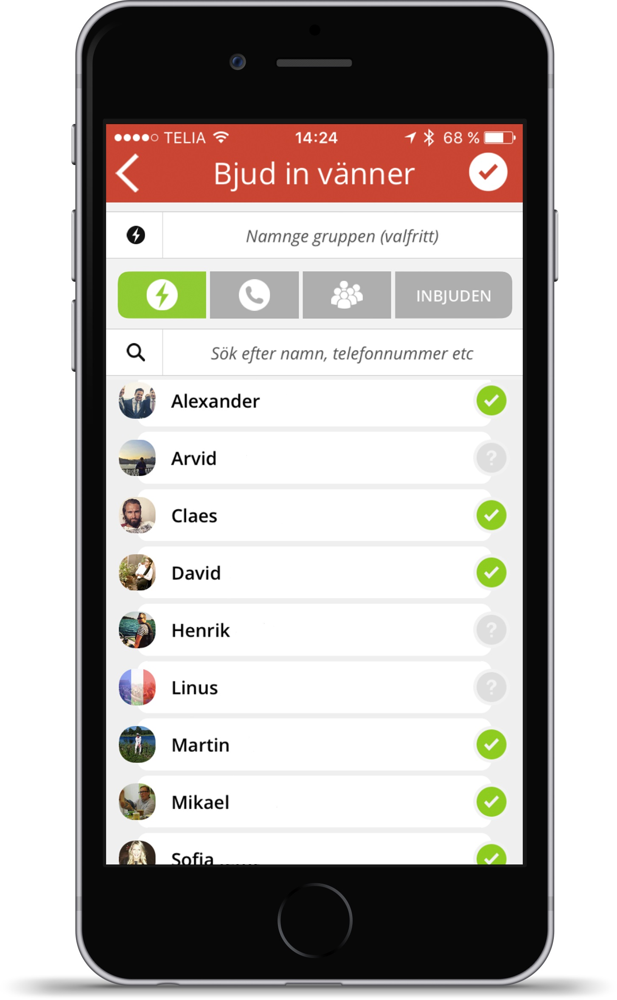 TELIA 14:24 68 %
Bjud in vänner
Namnge gruppen (valfritt)
INBJUDEN
Sök efter namn, telefonnummer etc
Alexander
Arvid
?
Claes
David
Henrik
?
Linus
?
Martin
Mikael
Sofia